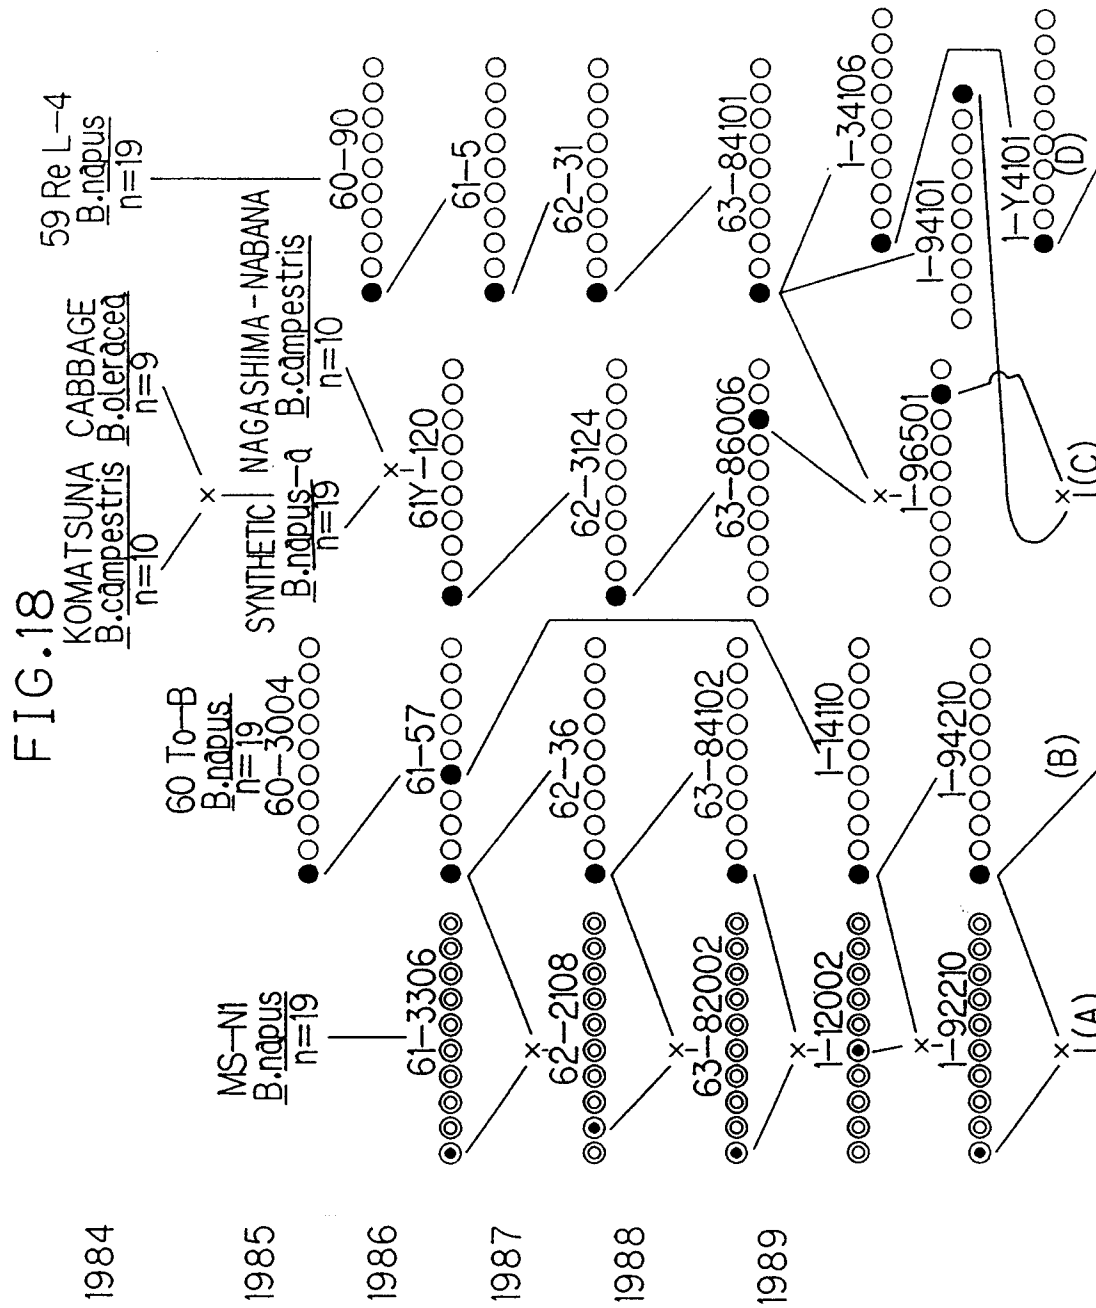 FIG.18
1984
1985
1986
1987
1988
1989
MS-N1
B.napus
n=19
61-3306
62-2108
63-82002
1-12002
1-92210
(A)
60 To-B
B.napus
n=19
60-3004
61-57
62-36
63-84102
1-14110
1-94210
(B)
KOMATSUNA
B.campestris
n=10
CABBAGE
B.oleracea
n=9
SYNTHETIC
B.napus-a
n=19
NAGASHIMA-NABANA
B.campestris
n=10
61Y-120
62-3124
63-86006
1-96501
(C)
59 Re L-4
B.napus
n=19
60-90
61-5
62-31
63-84101
1-34106
1-94101
1-Y4101
(D)